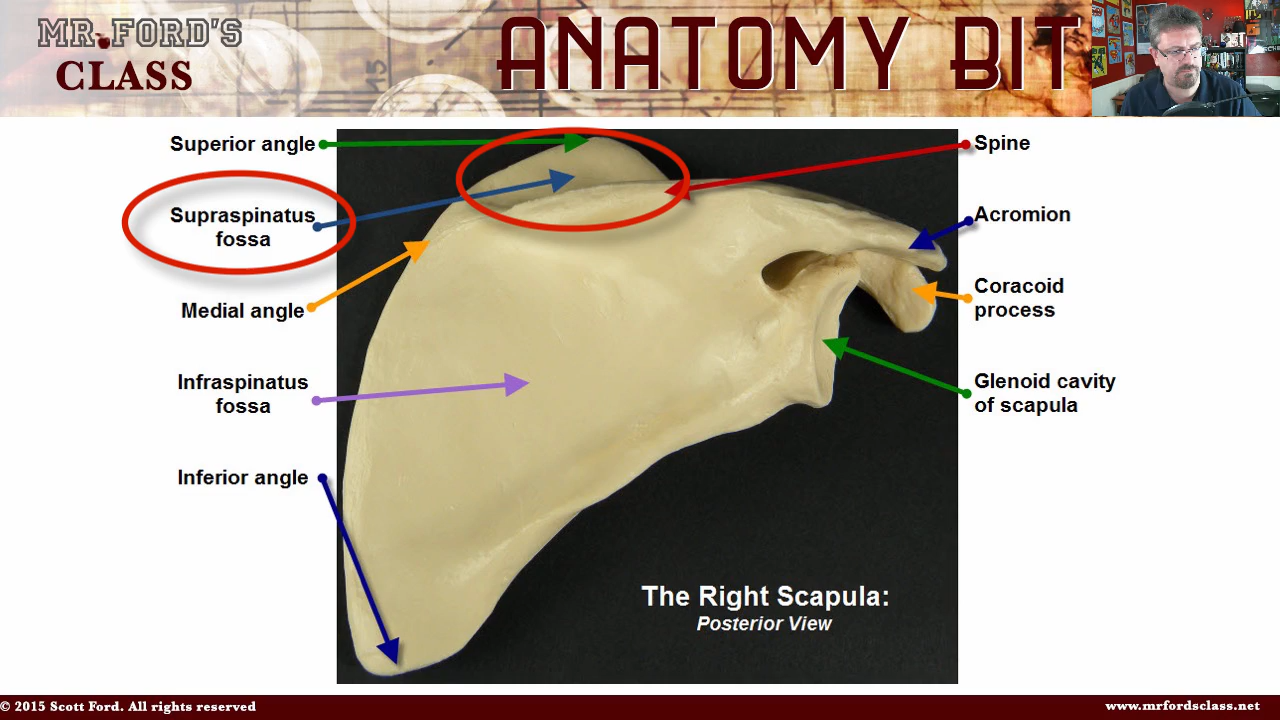 MR. FORD'S
CLASS
ANATOMY BIT
Superior angle
Supraspinatus
fossa
Medial angle
Infraspinatus
fossa
Inferior angle
Spine
Acromion
Coracoid
process
Glenoid cavity
of scapula
The Right Scapula:
Posterior View
© 2015 Scott Ford. All rights reserved
www.mrfordsclass.net